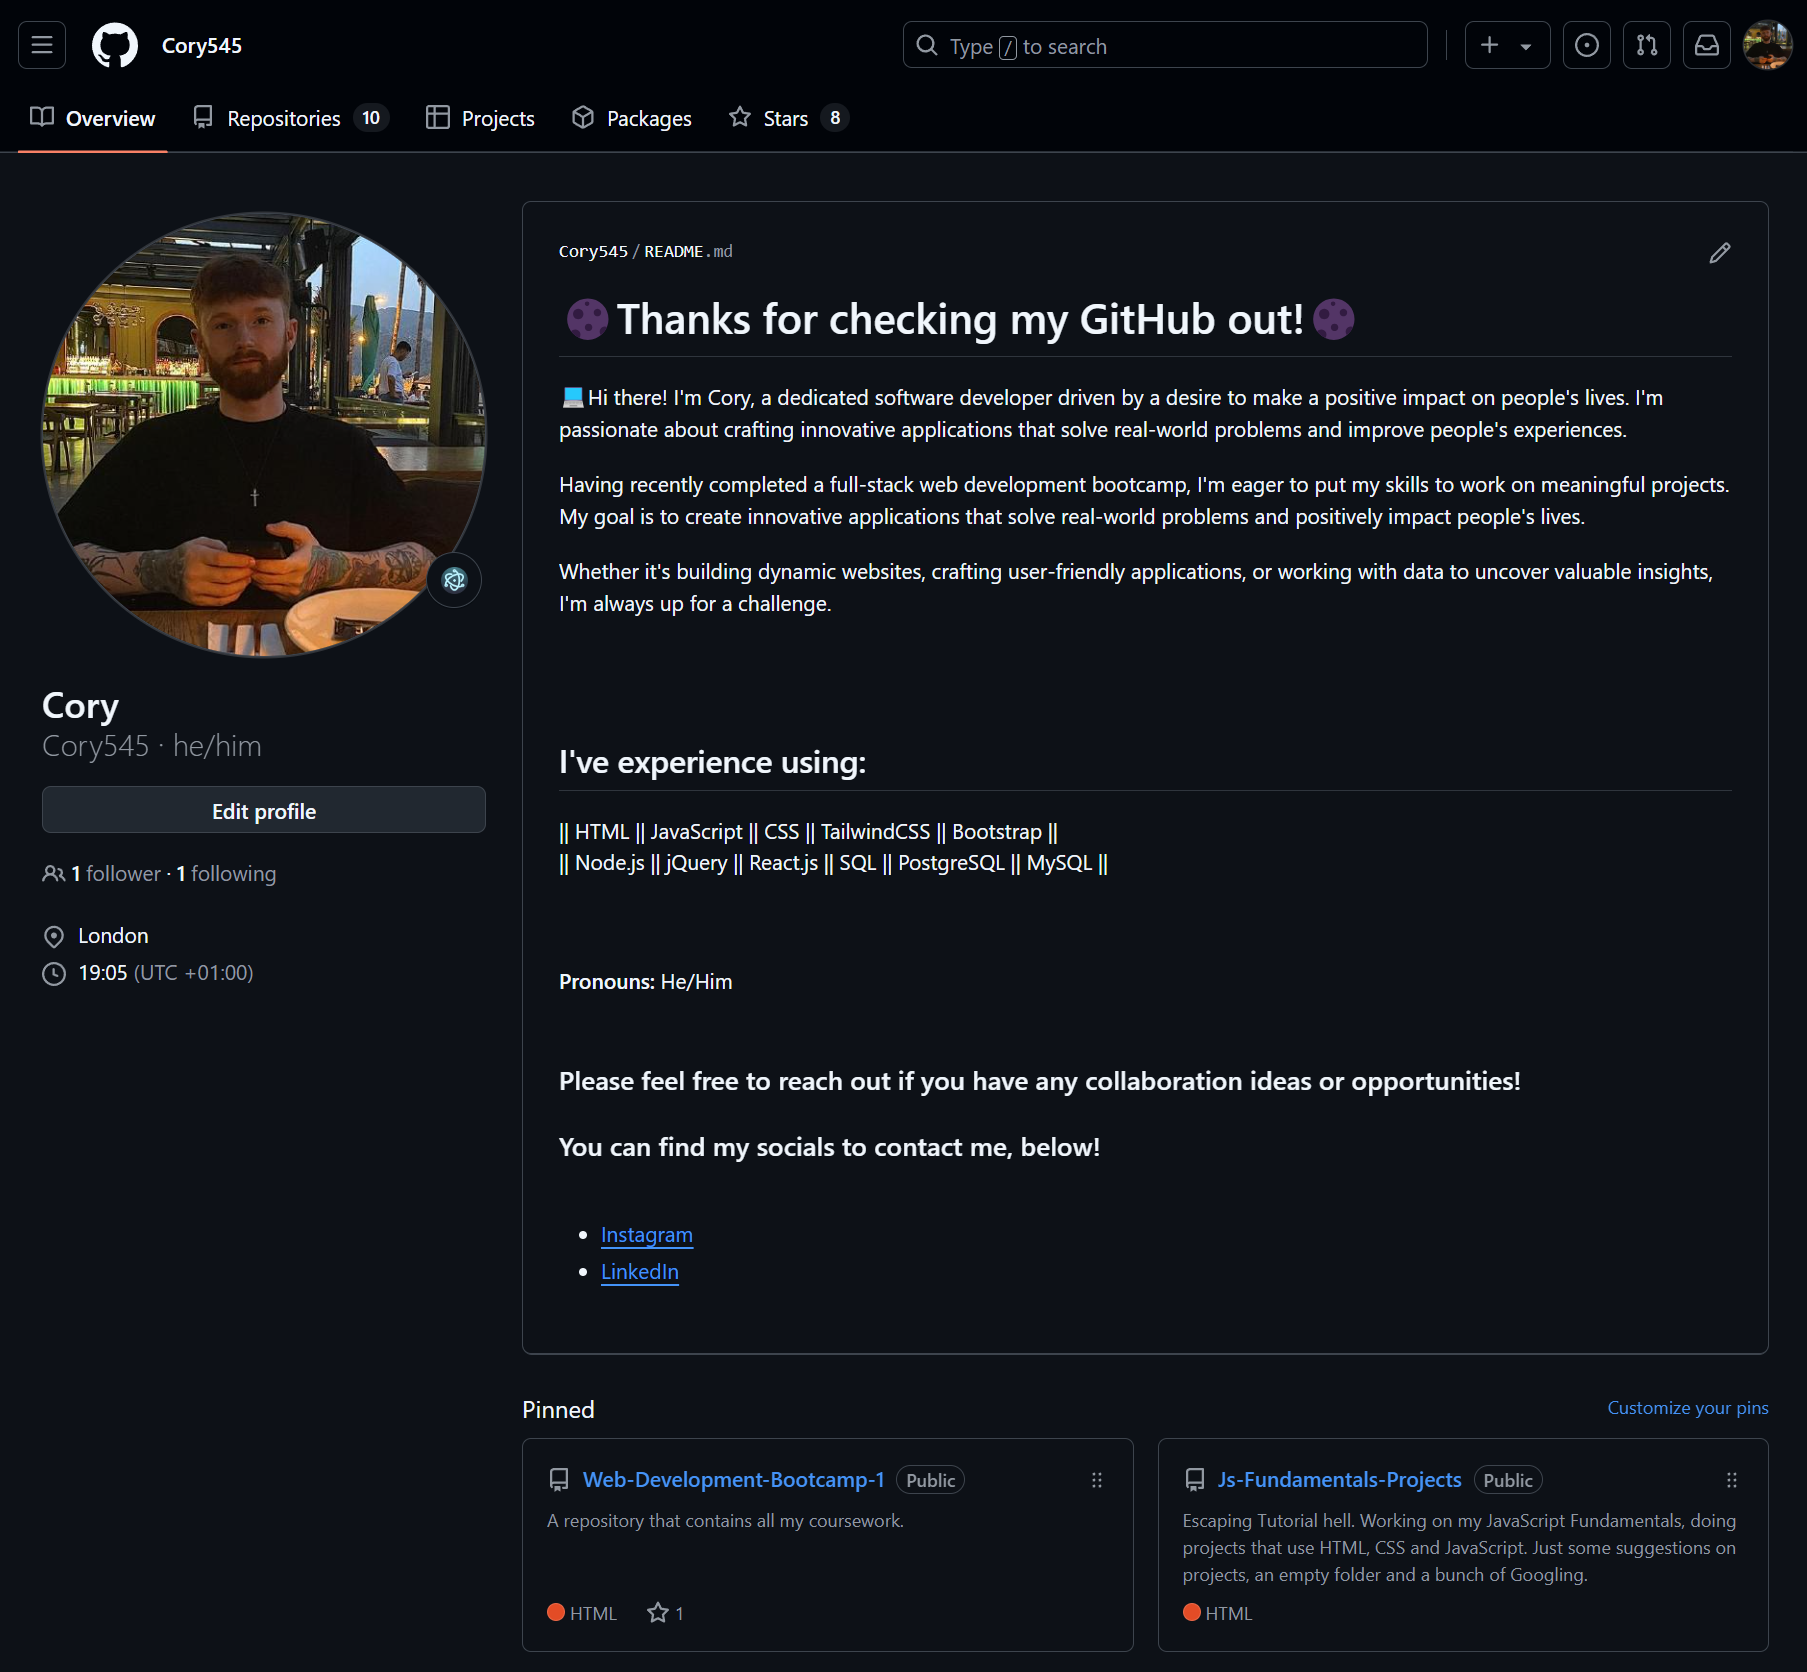 Cory545
Type / to search
Overview
Repositories 10
Projects
Packages
Stars 8
Cory
Cory545 · he/him
Edit profile
1 follower · 1 following
London
19:05 (UTC +01:00)
Cory545 / README.md
Thanks for checking my GitHub out!
Hi there! I'm Cory, a dedicated software developer driven by a desire to make a positive impact on people's lives. I'm
passionate about crafting innovative applications that solve real-world problems and improve people's experiences.
Having recently completed a full-stack web development bootcamp, I'm eager to put my skills to work on meaningful projects.
My goal is to create innovative applications that solve real-world problems and positively impact people's lives.
Whether it's building dynamic websites, crafting user-friendly applications, or working with data to uncover valuable insights,
I'm always up for a challenge.
I've experience using:
|| HTML || JavaScript || CSS || TailwindCSS || Bootstrap ||
|| Node.js || jQuery || React.js || SQL || PostgreSQL || MySQL ||
Pronouns: He/Him
Please feel free to reach out if you have any collaboration ideas or opportunities!
You can find my socials to contact me, below!
• Instagram
• LinkedIn
Pinned
Customize your pins
Web-Development-Bootcamp-1 Public
A repository that contains all my coursework.
HTML 1
Js-Fundamentals-Projects Public
Escaping Tutorial hell. Working on my JavaScript Fundamentals, doing
projects that use HTML, CSS and JavaScript. Just some suggestions on
projects, an empty folder and a bunch of Googling.
HTML